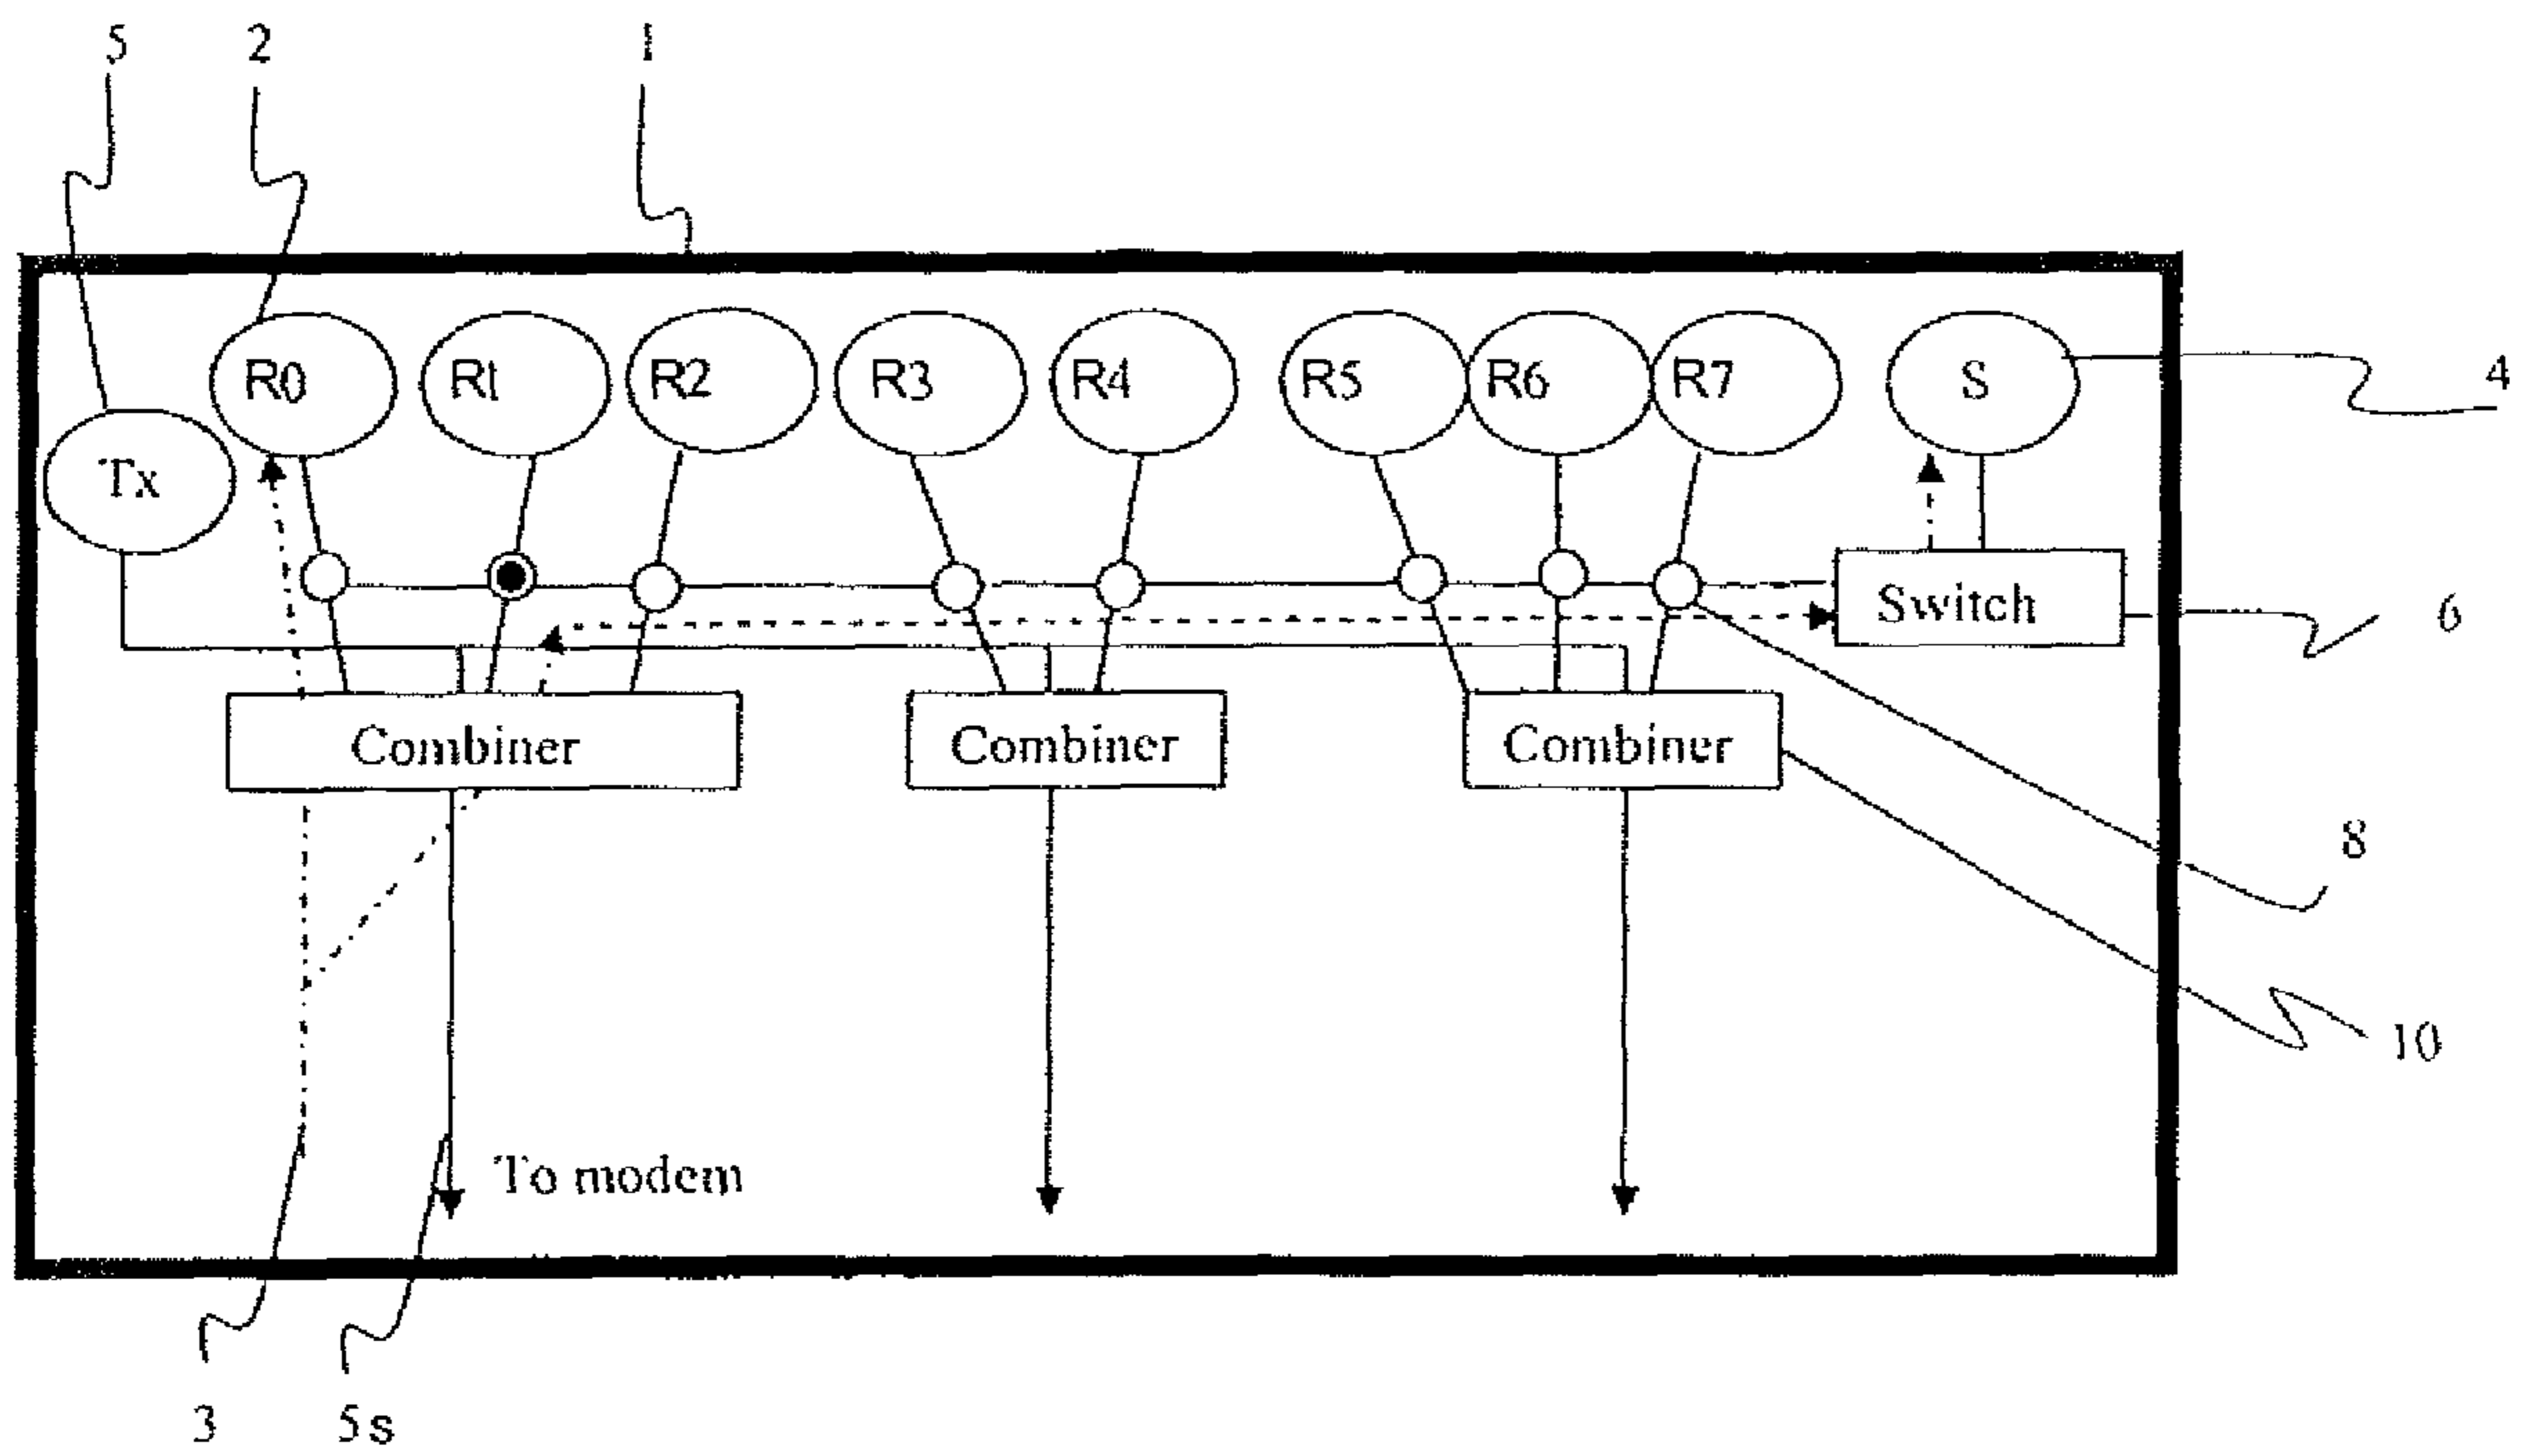 5 2 1
R0 R1 R2 R3 R4 R5 R6 R7 S
4
Tx
Switch
6
Combiner Combiner Combiner
8
10
To modem
3 5s